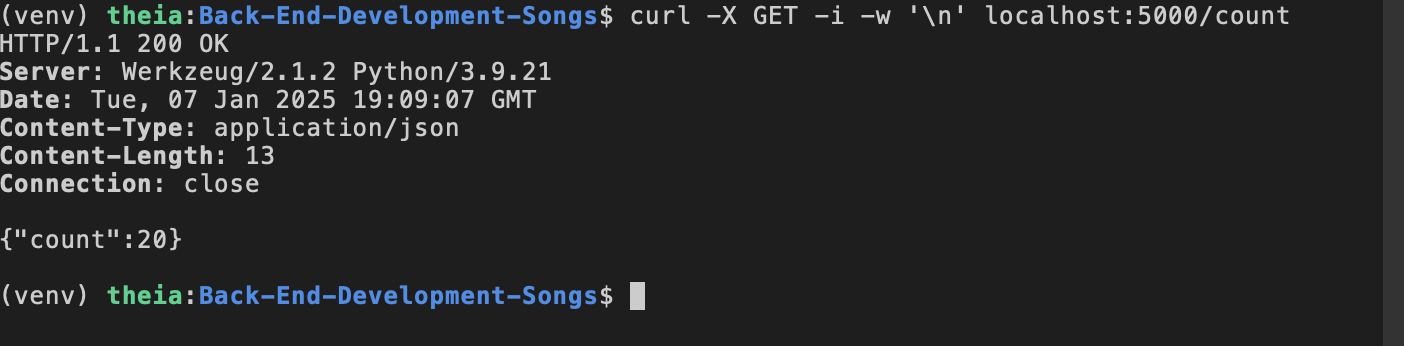 (venv) theia:Back-End-Development-Songs$ curl -X GET -i -w '\n' localhost:5000/count
HTTP/1.1 200 OK
Server: Werkzeug/2.1.2 Python/3.9.21
Date: Tue, 07 Jan 2025 19:09:07 GMT
Content-Type: application/json
Content-Length: 13
Connection: close
{"count":20}
(venv) theia:Back-End-Development-Songs$